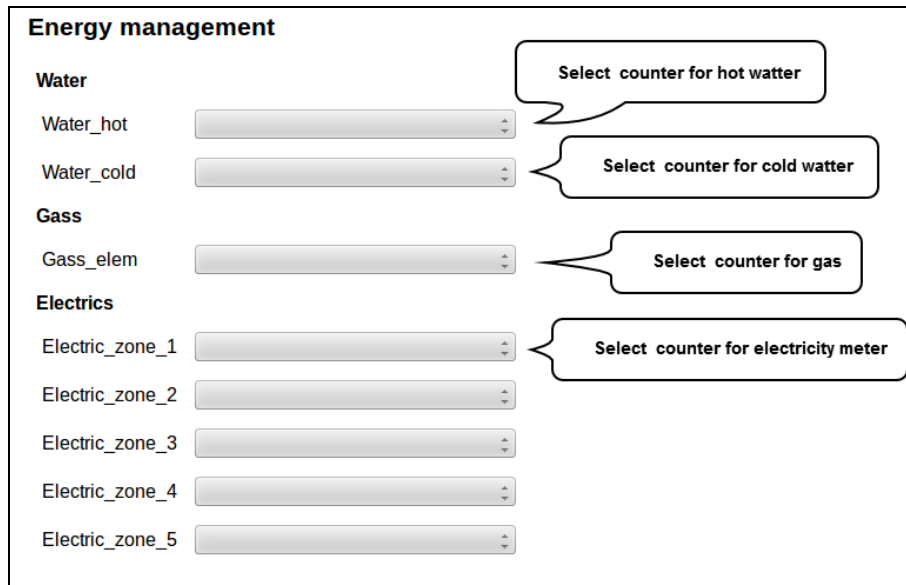 Energy management
Select counter for hot watter
Water
Water_hot
Water_cold
Select counter for cold watter
Gass
Gass_elem
Select counter for gas
Electrics
Electric_zone_1
Select counter for electricity meter
Electric_zone_2
Electric_zone_3
Electric_zone_4
Electric_zone_5